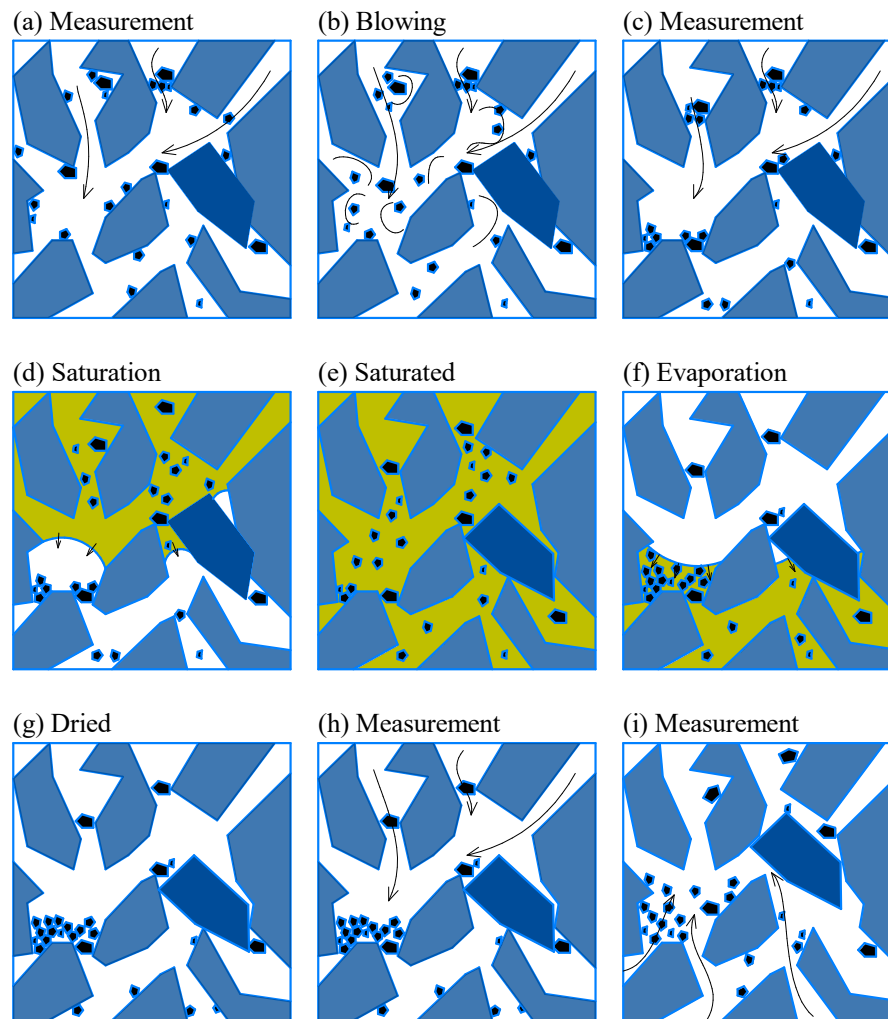 (a) Measurement
(b) Blowing
(c) Measurement
(d) Saturation
(e) Saturated
(f) Evaporation
(g) Dried
(h) Measurement
(i) Measurement